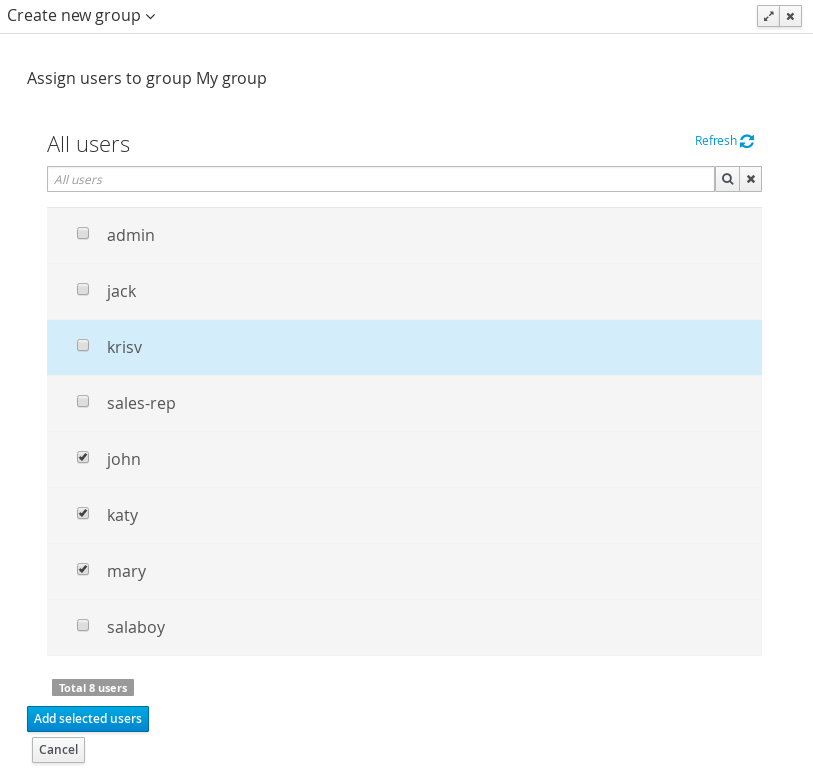 Create new group
Assign users to group My group
All users
Refresh
All users
admin
jack
krisv
sales-rep
john
katy
mary
salaboy
Total 8 users
Add selected users
Cancel